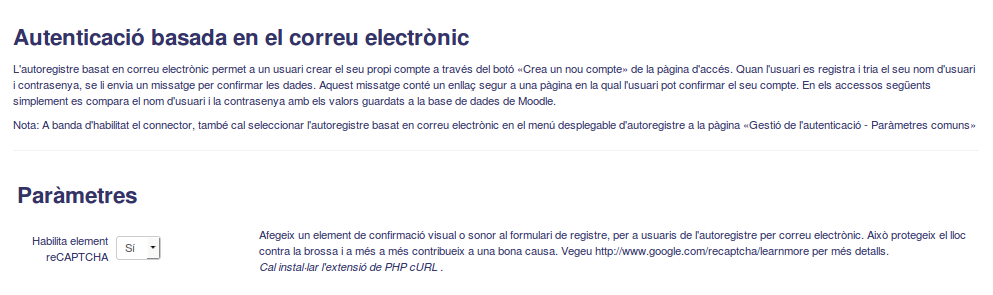 Autenticació basada en el correu electrònic
L'autoregistre basat en correu electrònic permet a un usuari crear el seu propi compte a través del botó «Crea un nou compte» de la pàgina d'accés. Quan l'usuari es registra i tria el seu nom d'usuari
i contrasenya, se li envia un missatge per confirmar les dades. Aquest missatge conté un enllaç segur a una pàgina en la qual l'usuari pot confirmar el seu compte. En els accessos següents
simplement es compara el nom d'usuari i la contrasenya amb els valors guardats a la base de dades de Moodle.
Nota: A banda d'habilitat el connector, també cal seleccionar l'autoregistre basat en correu electrònic en el menú desplegable d'autoregistre a la pàgina «Gestió de l'autenticació - Paràmetres comuns»
Paràmetres
Habilita element
reCAPTCHA
Sí
Afegeix un element de confirmació visual o sonor al formulari de registre, per a usuaris de l'autoregistre per correu electrònic. Això protegeix el lloc
contra la brossa i a més a més contribueix a una bona causa. Vegeu http://www.google.com/recaptcha/learnmore per més detalls.
Cal instal·lar l'extensió de PHP cURL .